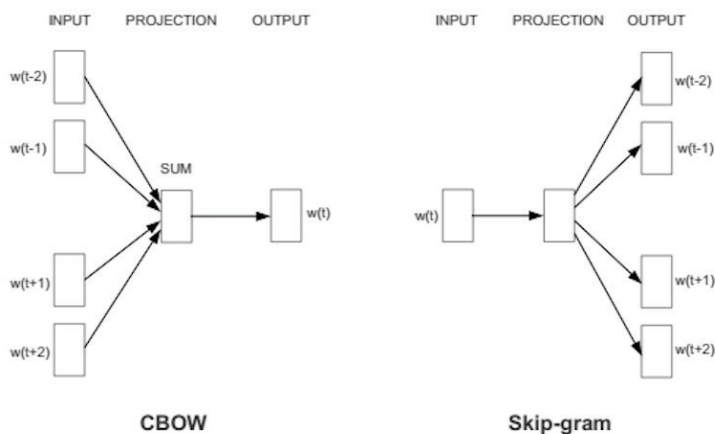 INPUT PROJECTION OUTPUT
w(t-2)
w(t-1)
SUM
w(t)
w(t+1)
w(t+2)
CBOW
INPUT PROJECTION OUTPUT
w(t-2)
w(t-1)
w(t)
w(t+1)
w(t+2)
Skip-gram